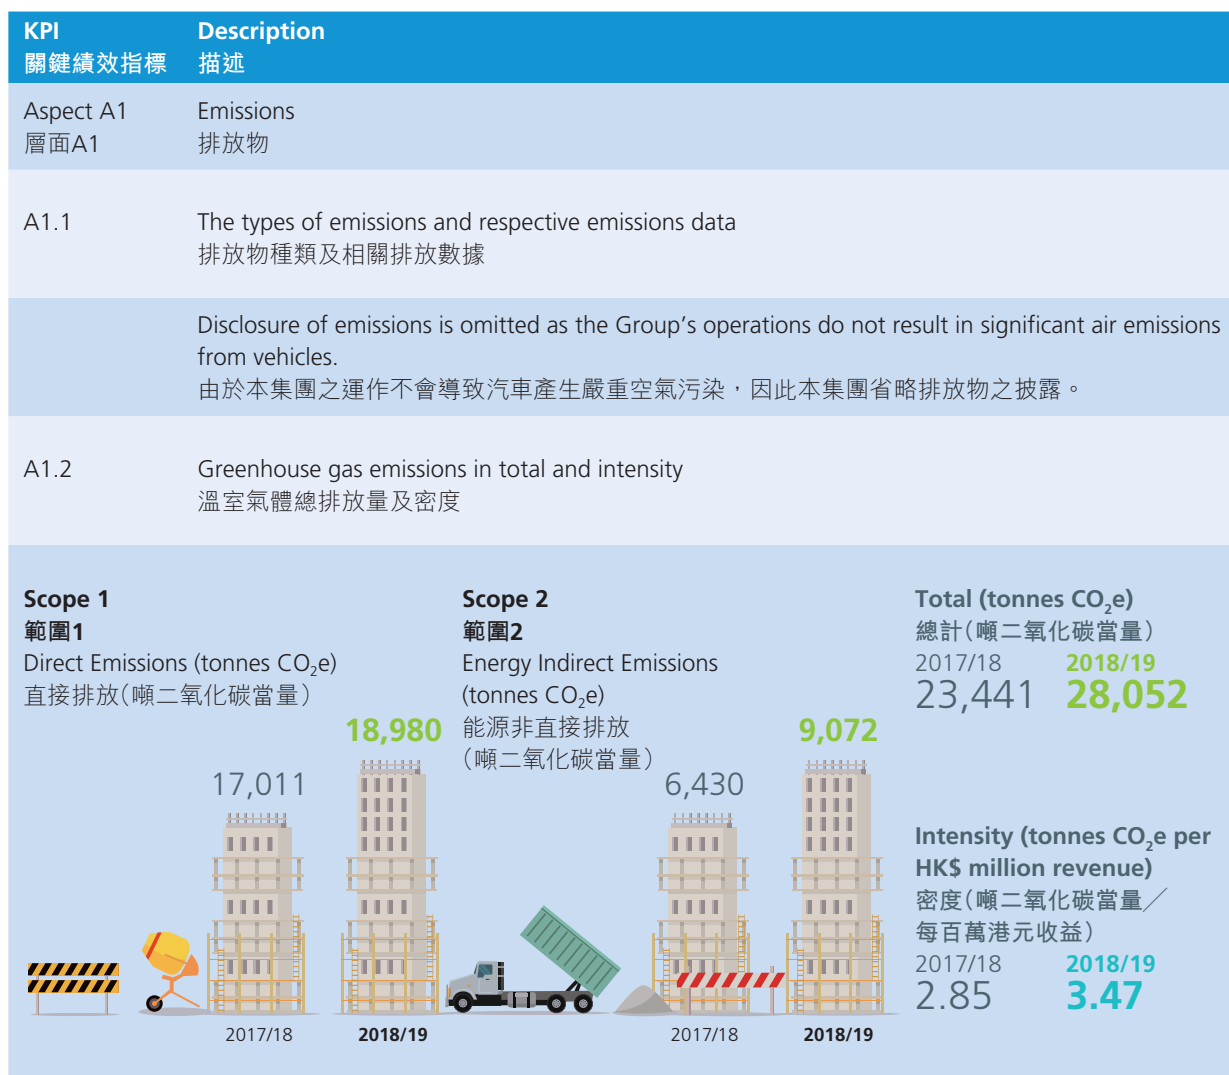 KPI
關鍵績效指標
Description
描述
Aspect A1
層面A1
Emissions
排放物
A1.1
The types of emissions and respective emissions data
排放物種類及相關排放數據
Disclosure of emissions is omitted as the Group's operations do not result in significant air emissions
from vehicles.
由於本集團之運作不會導致汽車產生嚴重空氣污染，因此本集團省略排放物之披露。
A1.2
Greenhouse gas emissions in total and intensity
溫室氣體總排放量及密度
Scope 1
範圍1
Direct Emissions (tonnes CO₂e)
直接排放（噸二氧化碳當量）
17,011
18,980
2017/18
2018/19
Scope 2
範圍2
Energy Indirect Emissions
(tonnes CO₂e)
能源非直接排放
（噸二氧化碳當量）
6,430
9,072
2017/18
2018/19
Total (tonnes CO₂e)
總計（噸二氧化碳當量）
2017/18 2018/19
23,441 28,052
Intensity (tonnes CO₂e per
HK$ million revenue)
密度（噸二氧化碳當量／
每百萬港元收益）
2017/18 2018/19
2.85 3.47